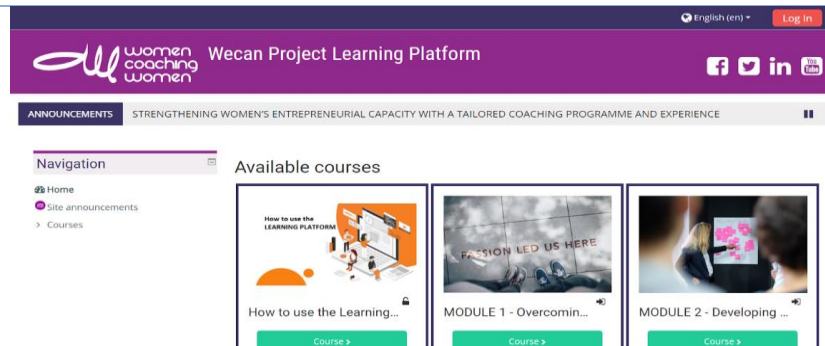 English (en)
Log In
women
coaching
women
Wecan Project Learning Platform
You
Tube
ANNOUNCEMENTS
STRENGTHENING WOMEN'S ENTREPRENEURIAL CAPACITY WITH A TAILORED COACHING PROGRAMME AND EXPERIENCE
Navigation
Home
Site announcements
Courses
Available courses
How to use the
LEARNING PLATFORM
PASSION LED US HERE
How to use the Learning...
MODULE 1 - Overcomin...
MODULE 2 - Developing ...
Course
Course
Course